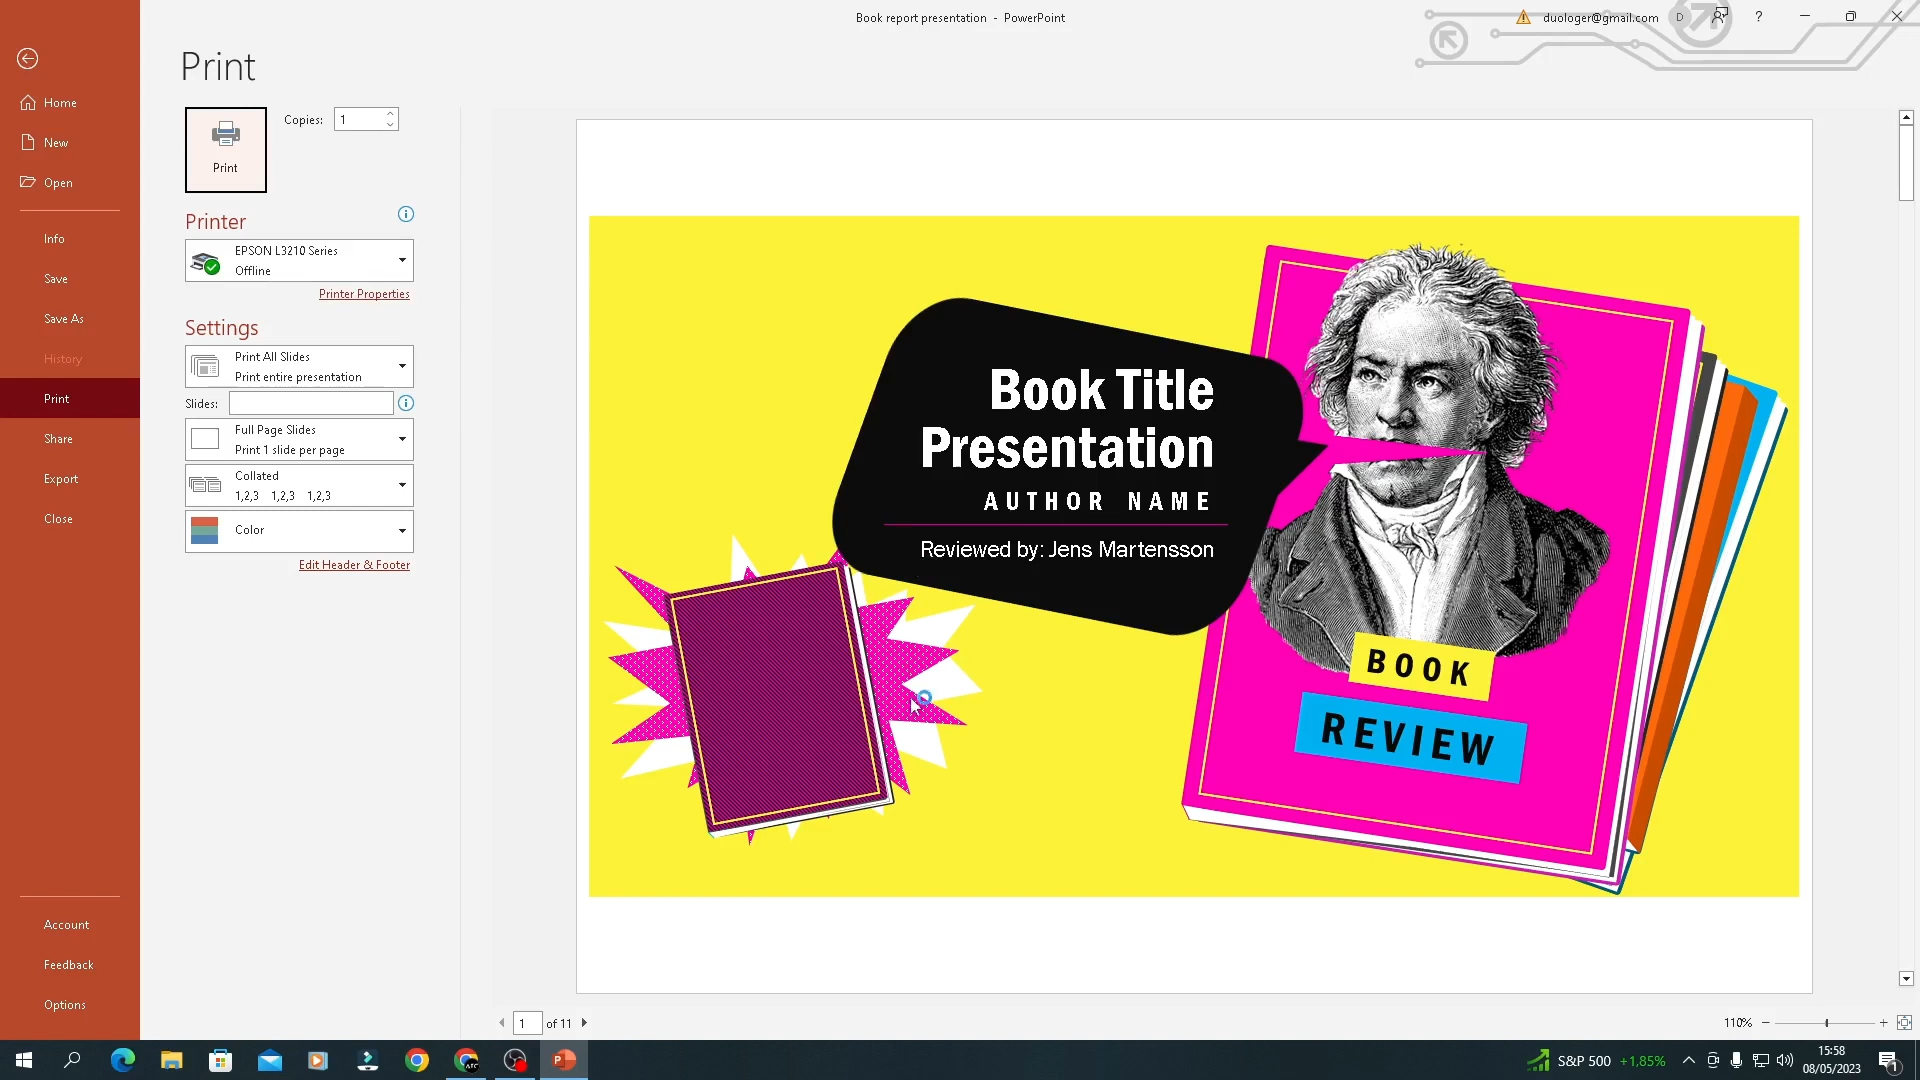 Book report presentation - PowerPoint
duologer@gmail.com
D
?
Print
Home
New
Open
Info
Save
Save As
History
Print
Share
Export
Close
Account
Feedback
Options
Print
Copies:
1
Printer
EPSON L3210 Series
Offline
Printer Properties
Settings
Print All Slides
Print entire presentation
Slides:
Full Page Slides
Print 1 slide per page
Collated
1,2,3 1,2,3 1,2,3
Color
Edit Header & Footer
Book Title
Presentation
AUTHOR NAME
Reviewed by: Jens Martensson
BOOK
REVIEW
1 of 11
110%
S&P 500 +1,85%
15:58
08/05/2023
1